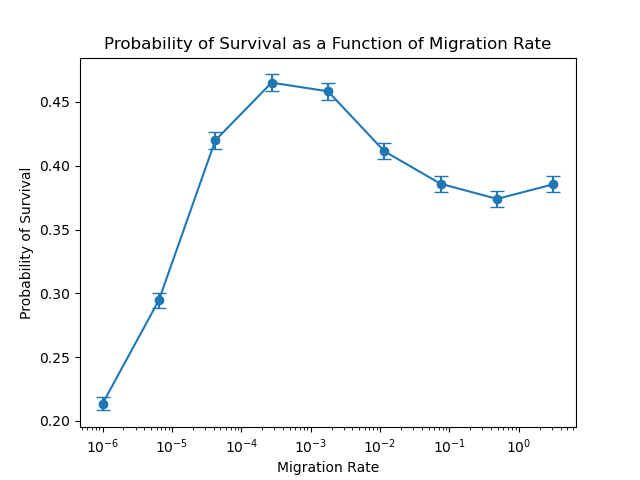 Probability of Survival as a Function of Migration Rate
Probability of Survival
0.45
0.40
0.35
0.30
0.25
0.20
10⁻⁶ 10⁻⁵ 10⁻⁴ 10⁻³ 10⁻² 10⁻¹ 10⁰
Migration Rate